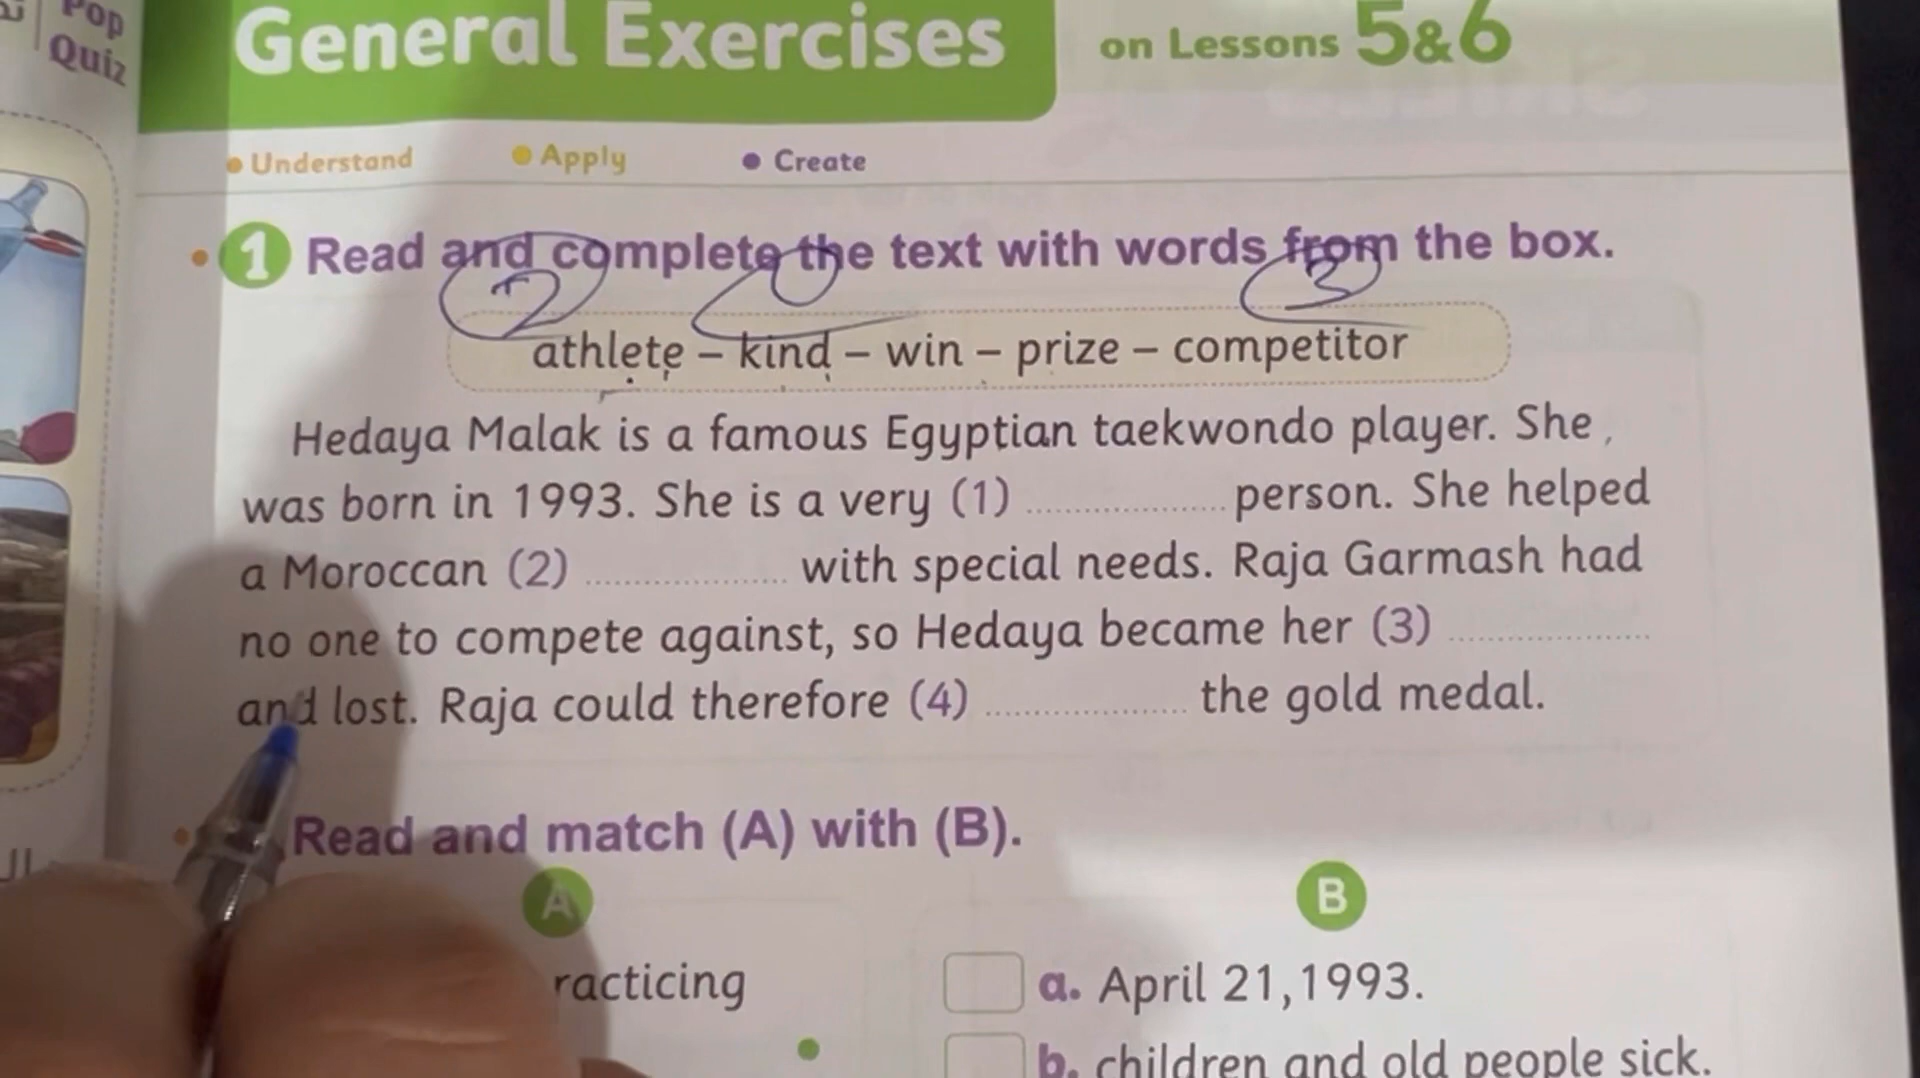 Pop
Quiz
General Exercises on Lessons 5&6
Understand Apply Create
1 Read and complete the text with words from the box.
2 3
athlete – kind – win – prize – competitor
Hedaya Malak is a famous Egyptian taekwondo player. She
was born in 1993. She is a very (1) .................... person. She helped
a Moroccan (2) .................... with special needs. Raja Garmash had
no one to compete against, so Hedaya became her (3) ....................
and lost. Raja could therefore (4) .................... the gold medal.
Read and match (A) with (B).
A B
racticing a. April 21,1993.
b. children and old people sick.